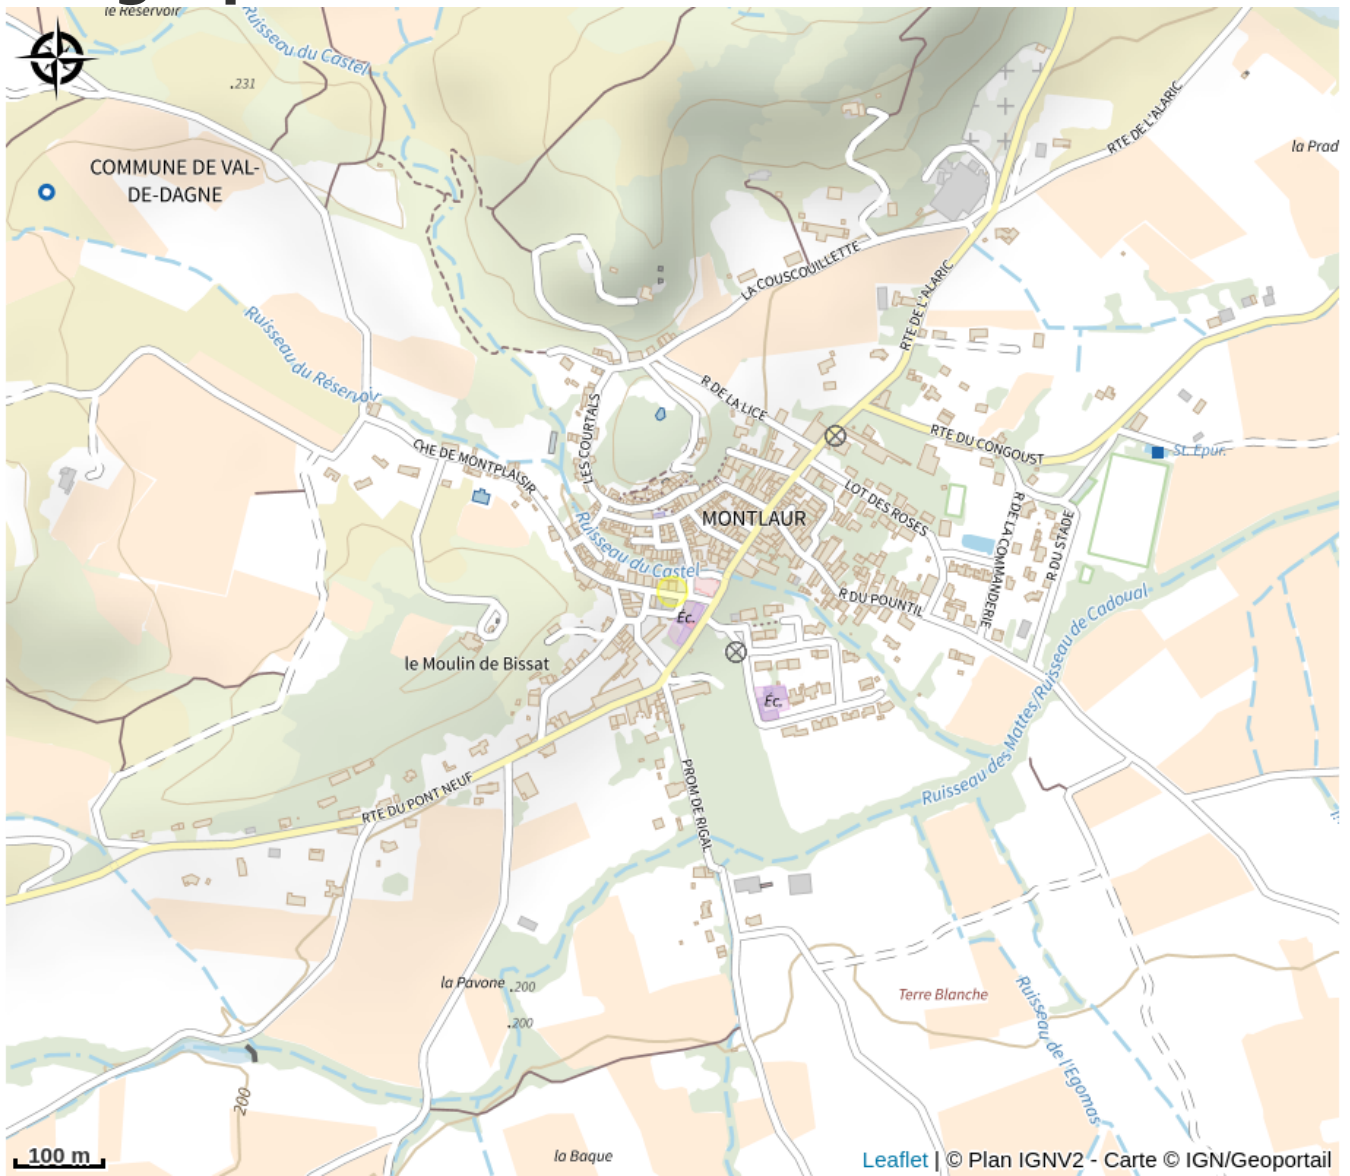 le Réservoir
Ruisseau du Castel
.231
RTE DE L'ALARIC
la Prad
COMMUNE DE VAL-
DE-DAGNE
LA COUSCOUILLETTE
RTE DE L'ALARIC
Ruisseau du Réservoir
R DE LA LICE
LES COURTALS
RTE DU CONGOUST
CHE DE MONTPLAISIR
St. Epur.
LOT DES ROSES
MONTLAUR
R DE LA COMMANDERIE
R DU STADE
Ruisseau du Castel
R DU POUNTIL
Éc.
le Moulin de Bissat
Éc.
Ruisseau des Mattes/Ruisseau de Cadoual
RTE DU PONT NEUF
PROM DE RIGAL
la Pavone
.200
Terre Blanche
.200
Ruisseau de l'Egomas
200
la Baque
100 m
Leaflet | © Plan IGNV2 - Carte © IGN/Geoportail